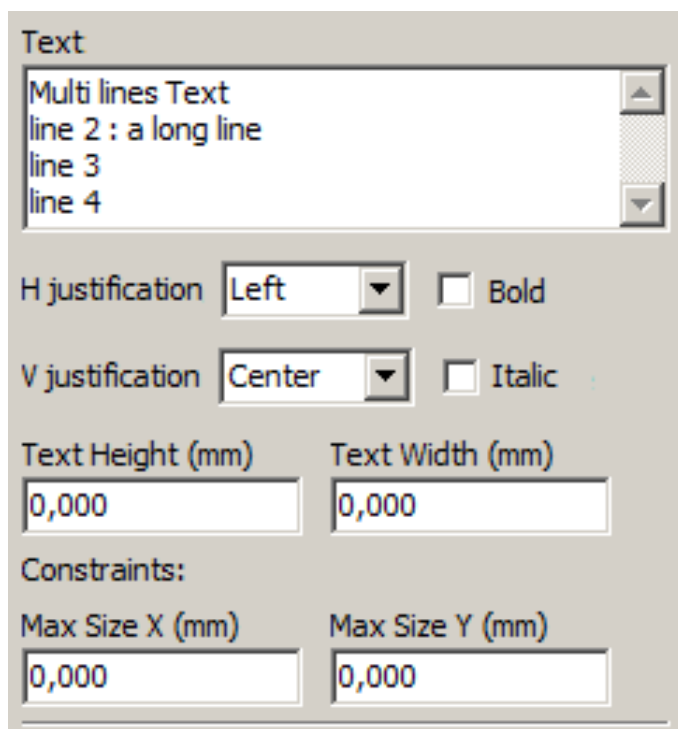 Text
Multi lines Text
line 2 : a long line
line 3
line 4
H justification Left Bold
V justification Center Italic
Text Height (mm) Text Width (mm)
0,000 0,000
Constraints:
Max Size X (mm) Max Size Y (mm)
0,000 0,000